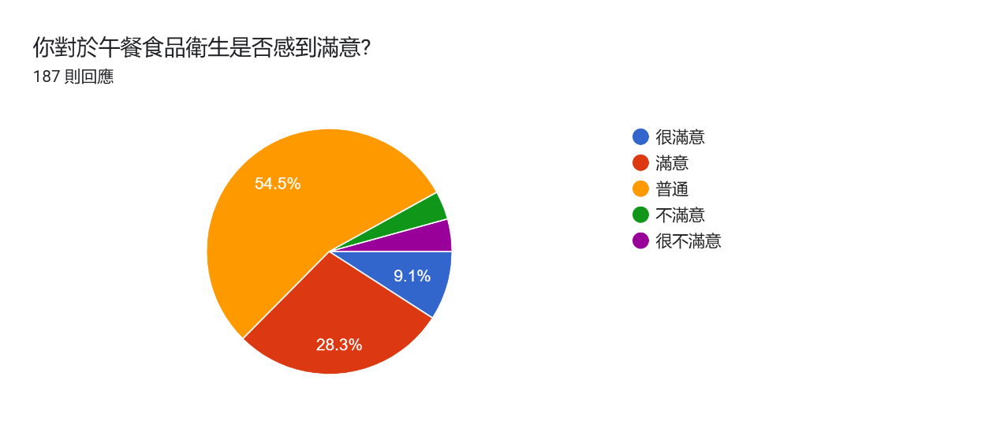 你對於午餐食品衛生是否感到滿意?
187 則回應
54.5%
9.1%
28.3%
很滿意
滿意
普通
不滿意
很不滿意